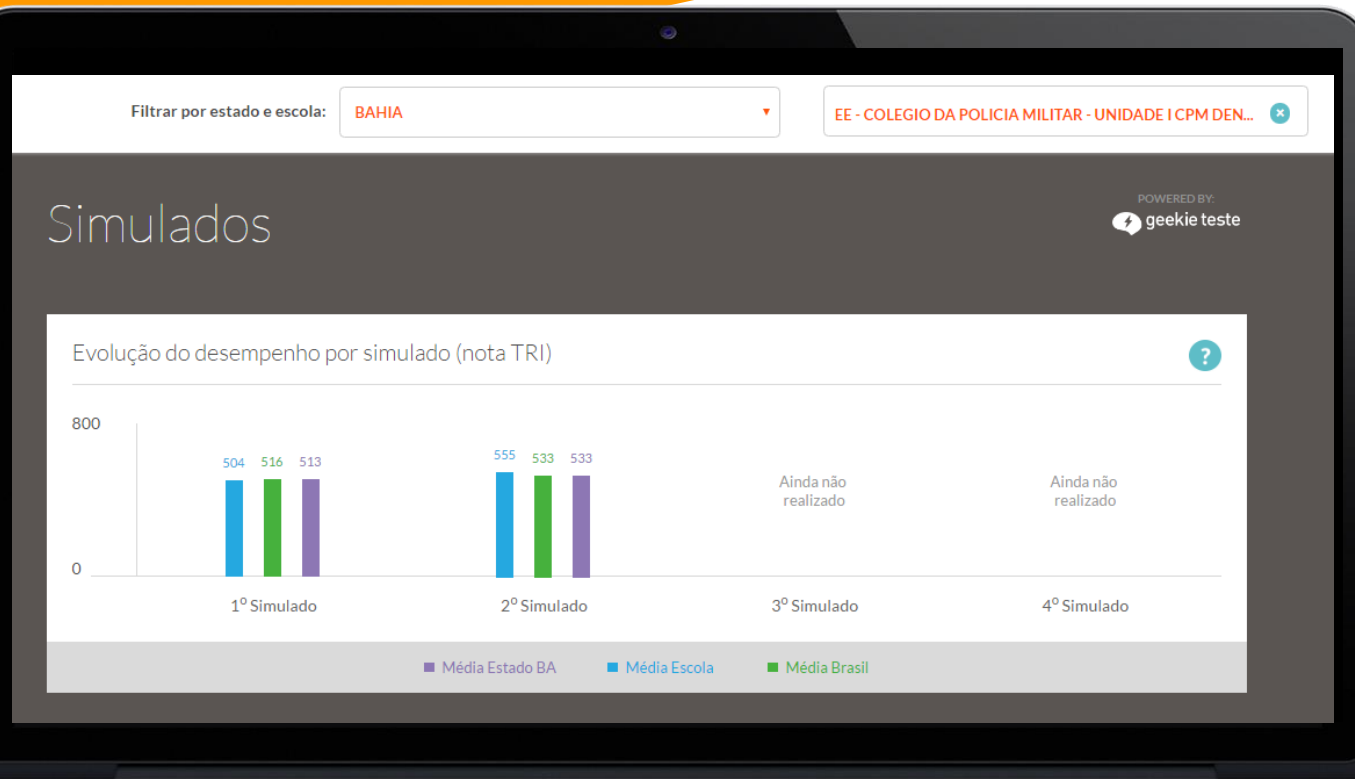 Filtrar por estado e escola: BAHIA EE - COLEGIO DA POLICIA MILITAR - UNIDADE I CPM DEN...
Simulados
POWERED BY:
geekie teste
Evolução do desempenho por simulado (nota TRI)
?
800
504 516 513
555 533 533
Ainda não
realizado
Ainda não
realizado
0
1º Simulado 2º Simulado 3º Simulado 4º Simulado
Média Estado BA Média Escola Média Brasil